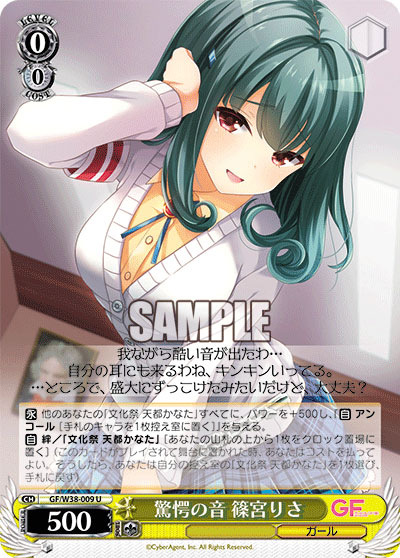 LEVEL
0
0
COST
SAMPLE
我ながら酷い音が出たわ…
自分の耳にも来るわね、キンキンいってる。
…ところで、盛大にずっこけたみたいだけど、大丈夫？
永 他のあなたの「文化祭 天都かなた」すべてに、パワーを+500し、『自 アン
コール ［手札のキャラを1枚控え室に置く］』を与える。
自 絆／「文化祭 天都かなた」［あなたの山札の上から1枚をクロック置場
に置く］（このカードがプレイされて舞台に置かれた時、あなたはコストを払って
よい。そうしたら、あなたは自分の控え室の「文化祭 天都かなた」を1枚選び、
手札に戻す）
CH GF/W38-009 U
500
驚愕の音 篠宮りさ
GF
ガール
©CyberAgent, Inc. All Rights Reserved.